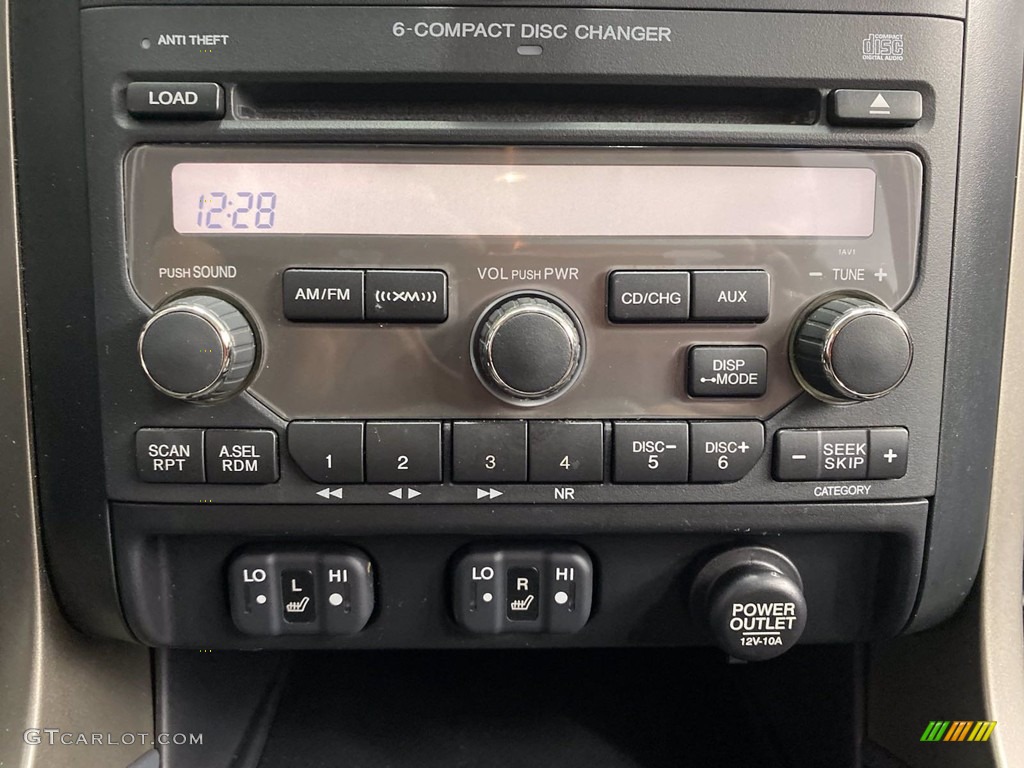 6-COMPACT DISC CHANGER
ANTI THEFT
COMPACT
disc
DIGITAL AUDIO
LOAD
12:28
PUSH SOUND
VOL PUSH PWR
- TUNE +
AM/FM
((XM))
CD/CHG
AUX
DISP
MODE
SCAN
RPT
A.SEL
RDM
1
2
3
4
DISC-
5
DISC+
6
-
SEEK
SKIP
+
NR
CATEGORY
LO
L
HI
LO
R
HI
POWER
OUTLET
12V-10A
GTCARLOT.COM